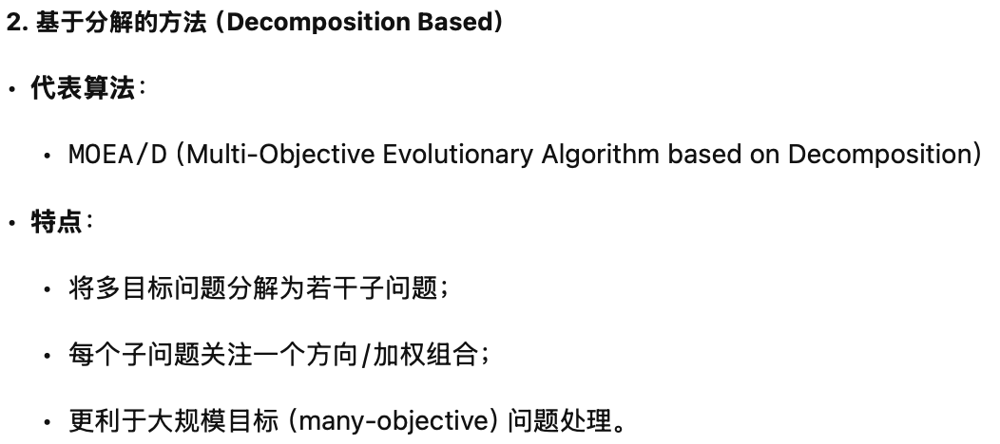 2. 基于分解的方法（Decomposition Based）
• 代表算法：
• MOEA/D（Multi-Objective Evolutionary Algorithm based on Decomposition）
• 特点：
• 将多目标问题分解为若干子问题；
• 每个子问题关注一个方向/加权组合；
• 更利于大规模目标（many-objective）问题处理。